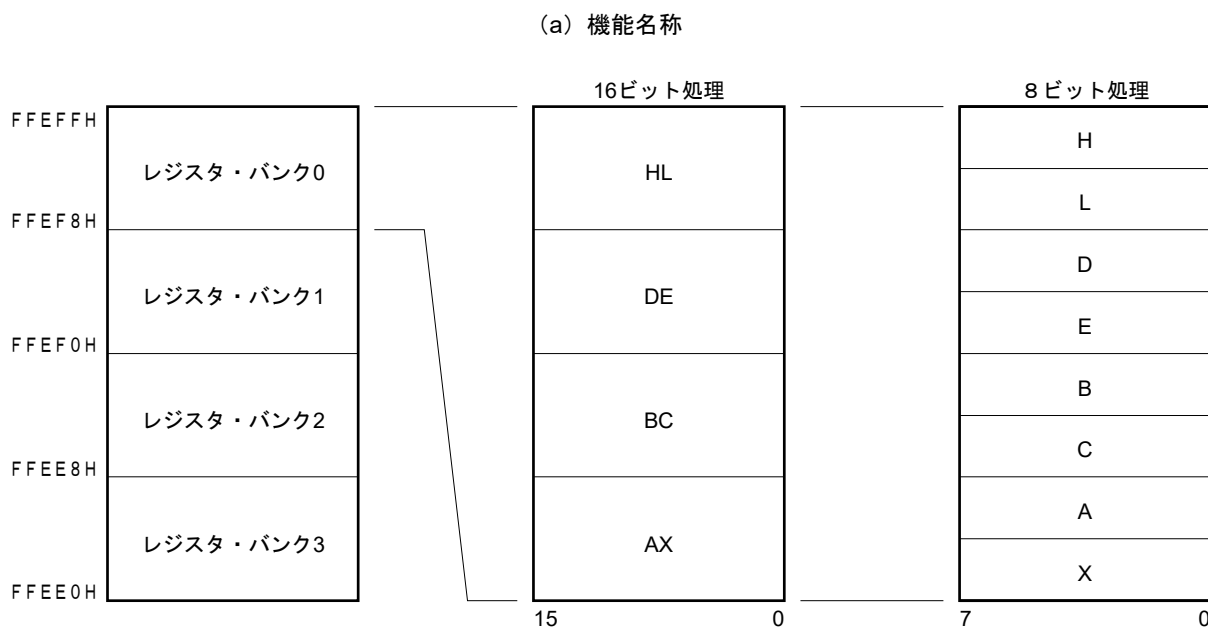 （a）機能名称
16ビット処理
８ビット処理
FFEFFH
レジスタ・バンク0
HL
H
L
FFEF8H
レジスタ・バンク1
DE
D
E
FFEF0H
レジスタ・バンク2
BC
B
C
FFEE8H
レジスタ・バンク3
AX
A
X
FFEE0H
15 0
7 0